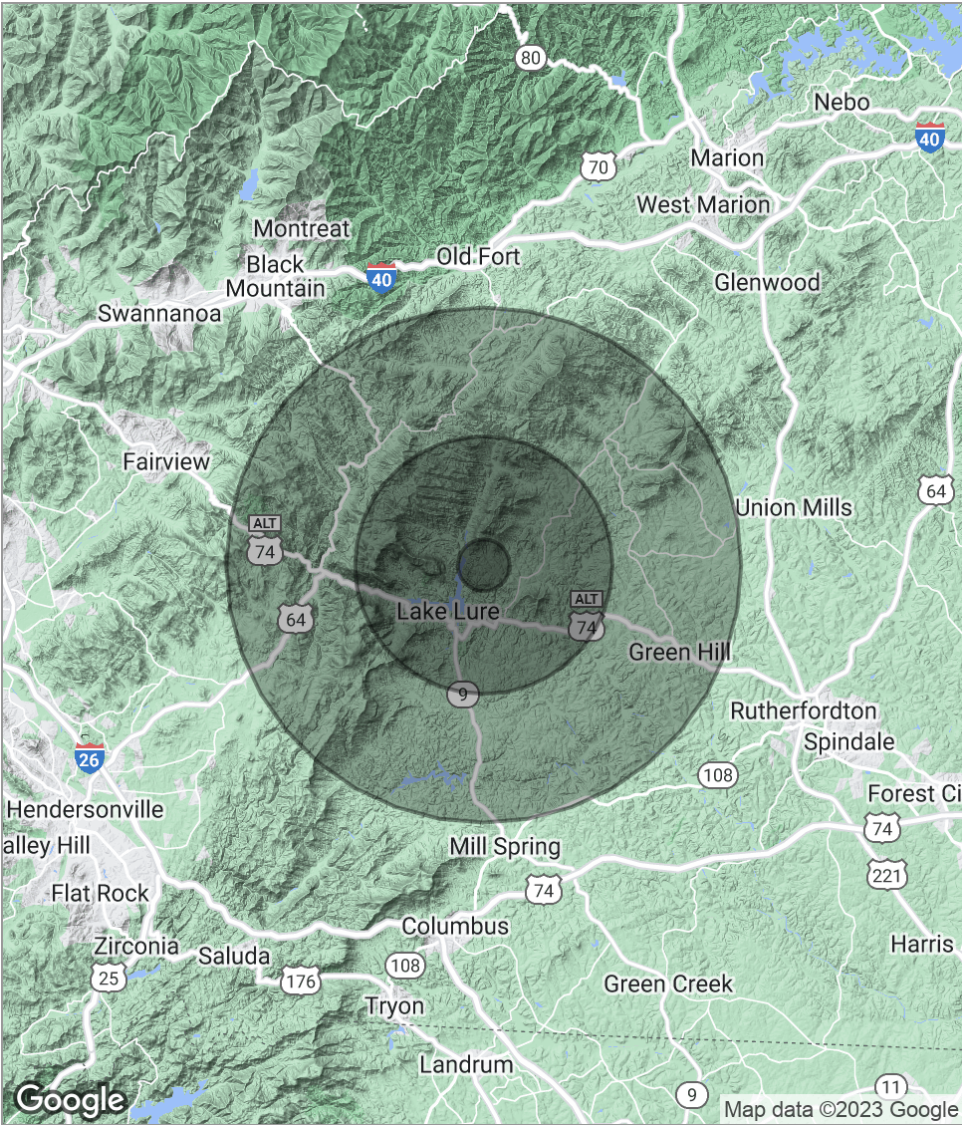 80
Nebo
40
70
Marion
West Marion
Montreat
Old Fort
Black
Mountain
40
Glenwood
Swannanoa
Fairview
64
Union Mills
ALT
74
ALT
74
Lake Lure
64
Green Hill
9
Rutherfordton
Spindale
26
108
Forest Ci
Hendersonville
74
alley Hill
Mill Spring
221
74
Flat Rock
Columbus
Zirconia
Harris
Saluda
108
25
176
Green Creek
Tryon
Landrum
9
11
Google
Map data ©2023 Google